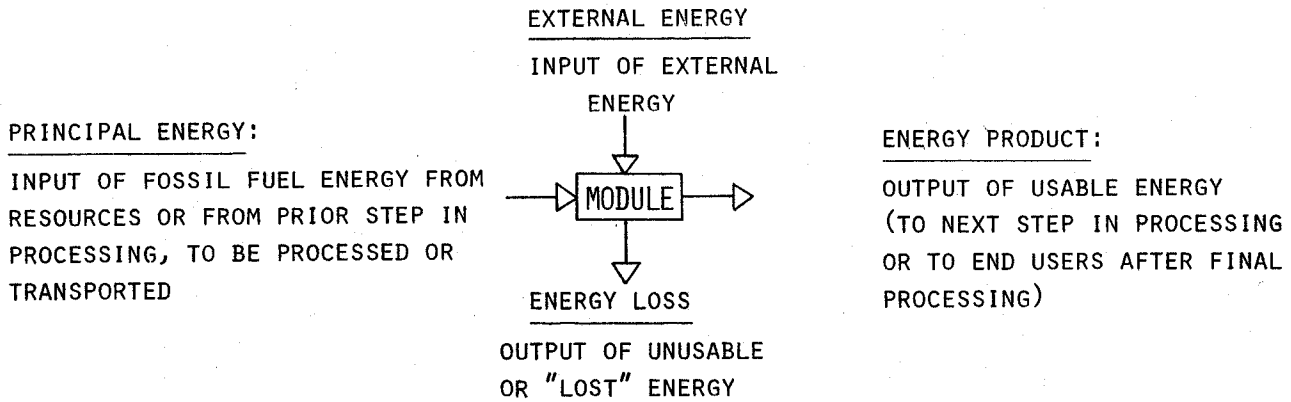 EXTERNAL ENERGY
INPUT OF EXTERNAL
ENERGY
PRINCIPAL ENERGY:
INPUT OF FOSSIL FUEL ENERGY FROM
RESOURCES OR FROM PRIOR STEP IN
PROCESSING, TO BE PROCESSED OR
TRANSPORTED
MODULE
ENERGY PRODUCT:
OUTPUT OF USABLE ENERGY
(TO NEXT STEP IN PROCESSING
OR TO END USERS AFTER FINAL
PROCESSING)
ENERGY LOSS
OUTPUT OF UNUSABLE
OR "LOST" ENERGY